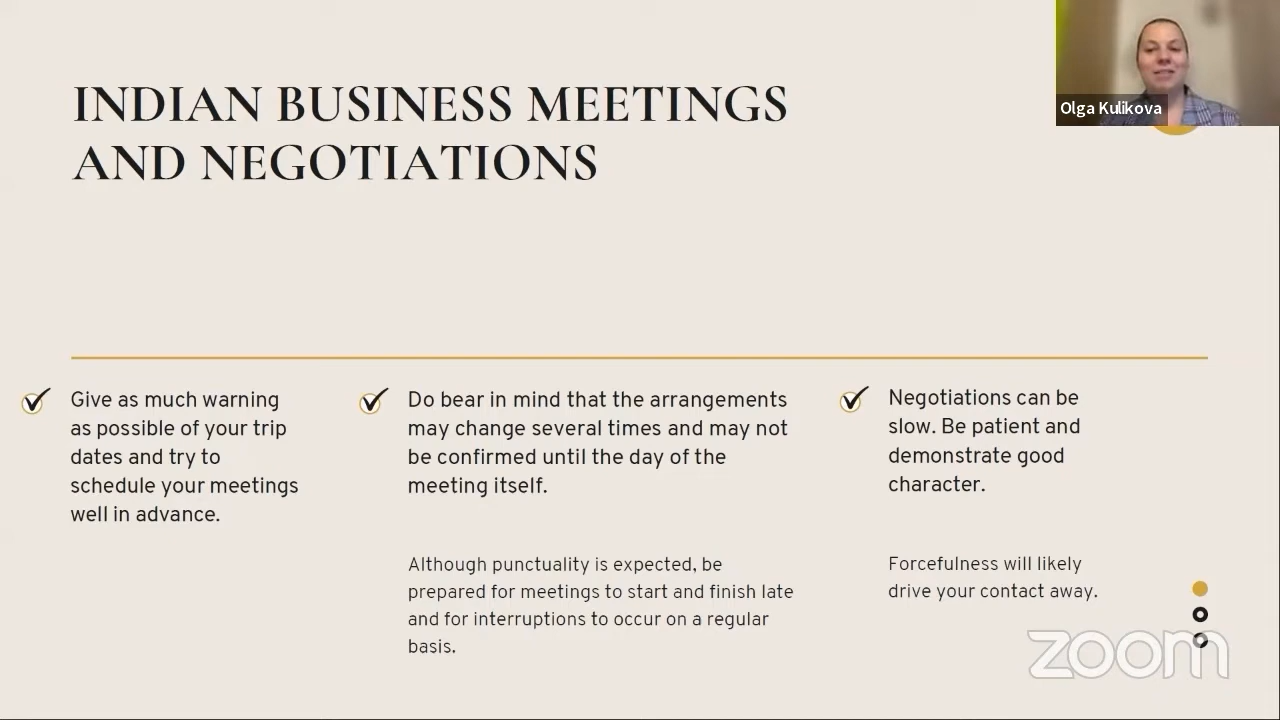 Olga Kulikova
INDIAN BUSINESS MEETINGS
AND NEGOTIATIONS
Give as much warning
as possible of your trip
dates and try to
schedule your meetings
well in advance.
Do bear in mind that the arrangements
may change several times and may not
be confirmed until the day of the
meeting itself.
Although punctuality is expected, be
prepared for meetings to start and finish late
and for interruptions to occur on a regular
basis.
Negotiations can be
slow. Be patient and
demonstrate good
character.
Forcefulness will likely
drive your contact away.
zoom